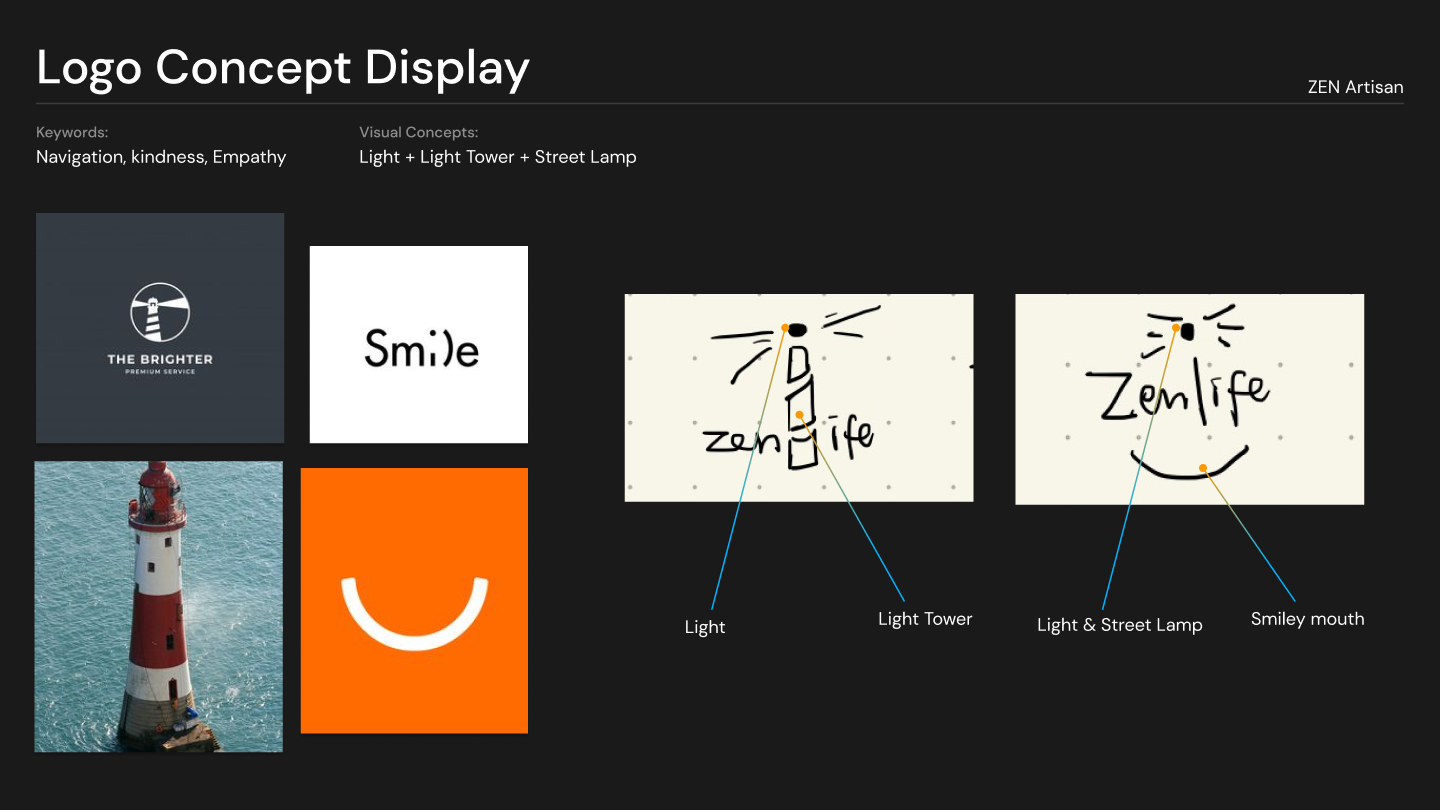 Logo Concept Display
ZEN Artisan
Keywords:
Navigation, kindness, Empathy
Visual Concepts:
Light + Light Tower + Street Lamp
THE BRIGHTER
PREMIUM SERVICE
Smi)e
zen life
Zenlife
Light
Light Tower
Light & Street Lamp
Smiley mouth